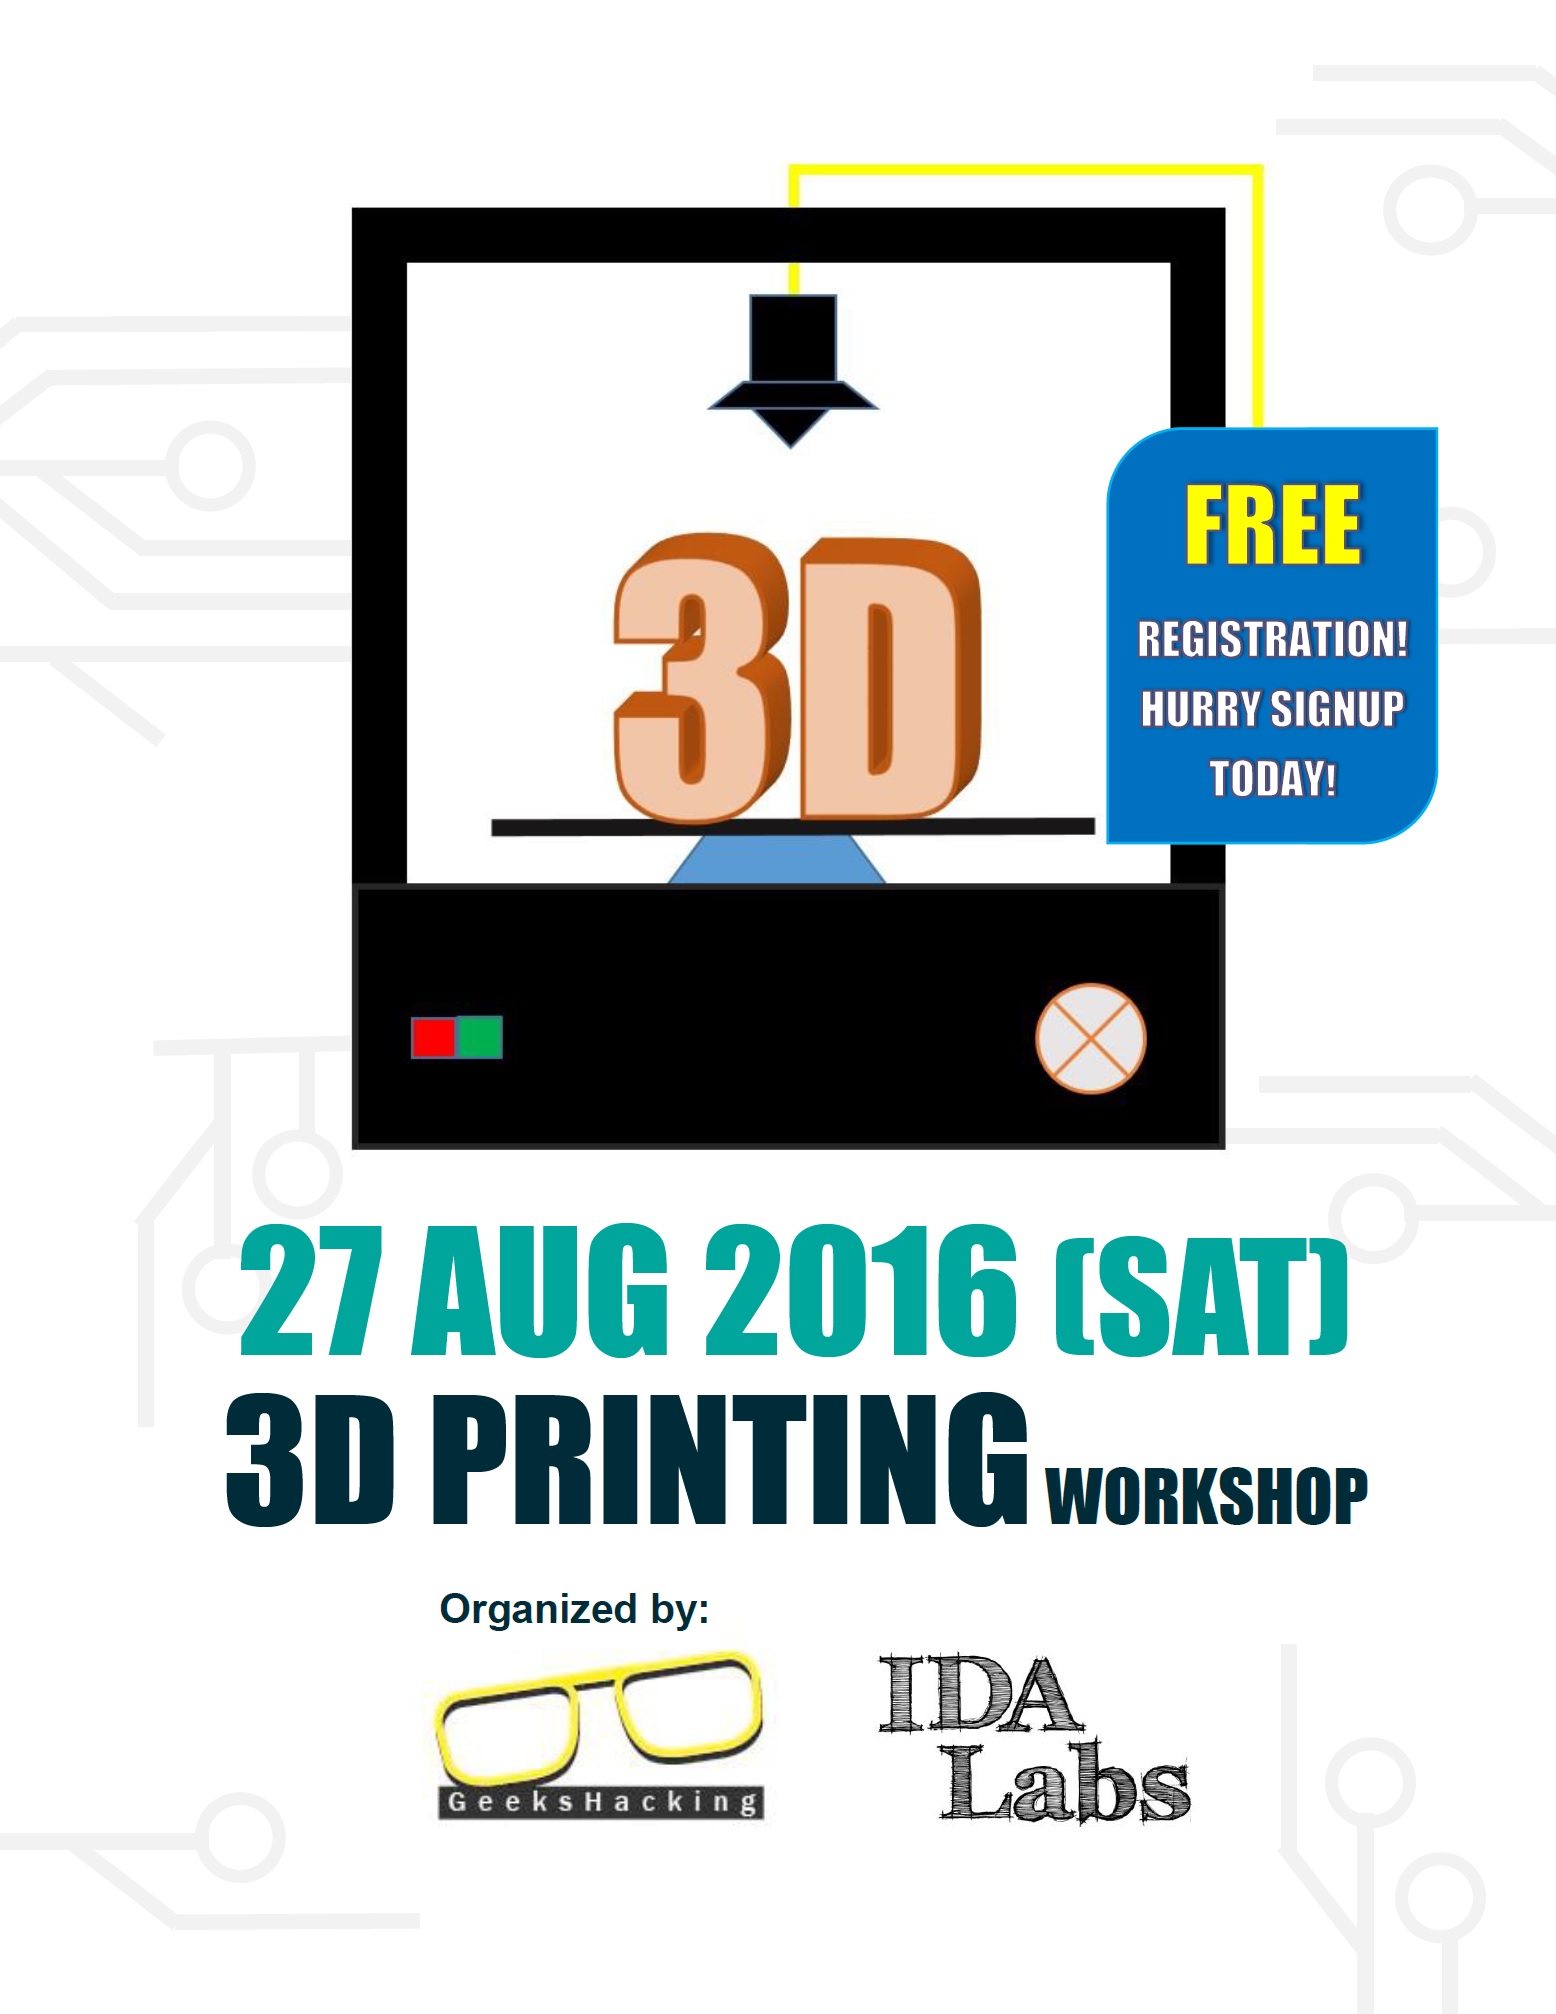 3D
FREE
REGISTRATION!
HURRY SIGNUP
TODAY!
27 AUG 2016 (SAT)
3D PRINTING WORKSHOP
Organized by:
GeeksHacking
IDA
Labs